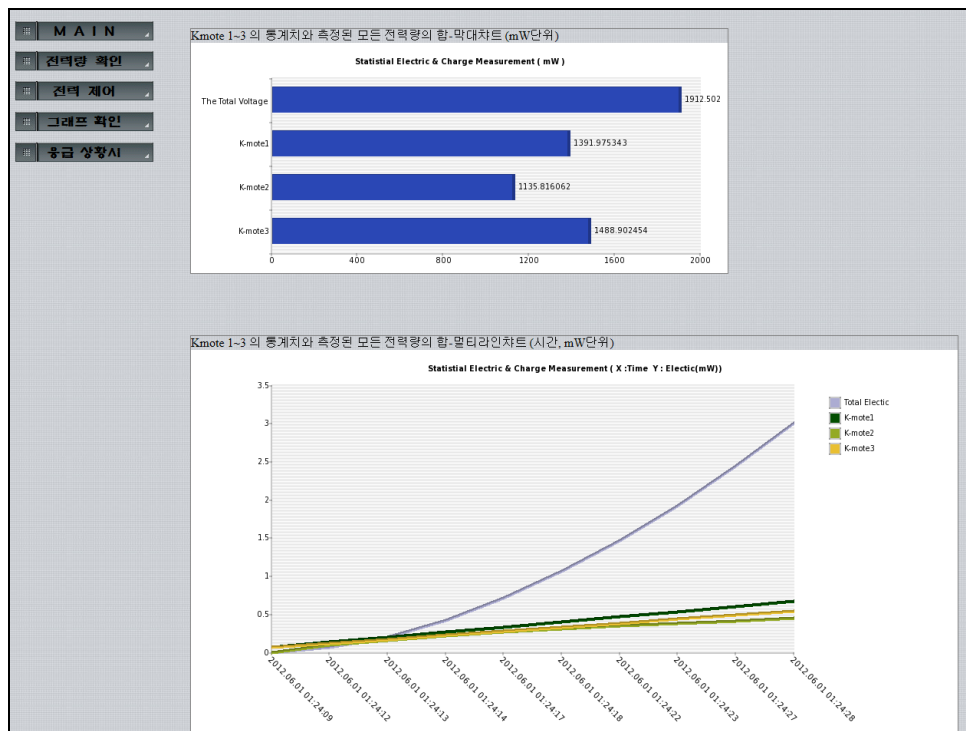 M A I N
전력량 확인
전력 제어
그래프 확인
응급 상황시
Kmote 1~3 의 통계치와 측정된 모든 전력량의 합-막대챠트 (mW단위)
Statistial Electric & Charge Measurement ( mW )
The Total Voltage
1912.502
K-mote1
1391.975343
K-mote2
1135.816062
K-mote3
1488.902454
0 400 800 1200 1600 2000
Kmote 1~3 의 통계치와 측정된 모든 전력량의 합-멀티라인챠트 (시간, mW단위)
Statistial Electric & Charge Measurement ( X :Time Y : Electic(mW))
3.5
3
2.5
2
1.5
1
0.5
0
Total Electic
K-mote1
K-mote2
K-mote3
2012.06.01 01:24:09
2012.06.01 01:24:12
2012.06.01 01:24:13
2012.06.01 01:24:14
2012.06.01 01:24:17
2012.06.01 01:24:18
2012.06.01 01:24:22
2012.06.01 01:24:23
2012.06.01 01:24:27
2012.06.01 01:24:28